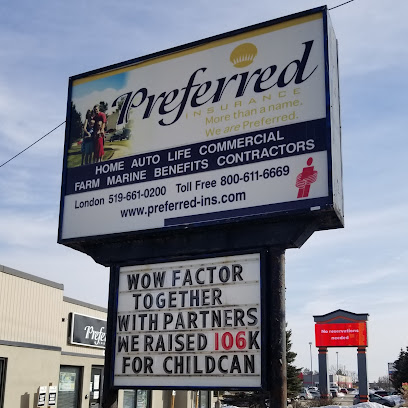 Preferred
INSURANCE
More than a name,
We are Preferred.
HOME AUTO LIFE COMMERCIAL
FARM MARINE BENEFITS CONTRACTORS
London 519-661-0200 Toll Free 800-611-6669
www.preferred-ins.com
WOW FACTOR
TOGETHER
WITH PARTNERS
WE RAISED 106K
FOR CHILDCAN
No reservations
needed